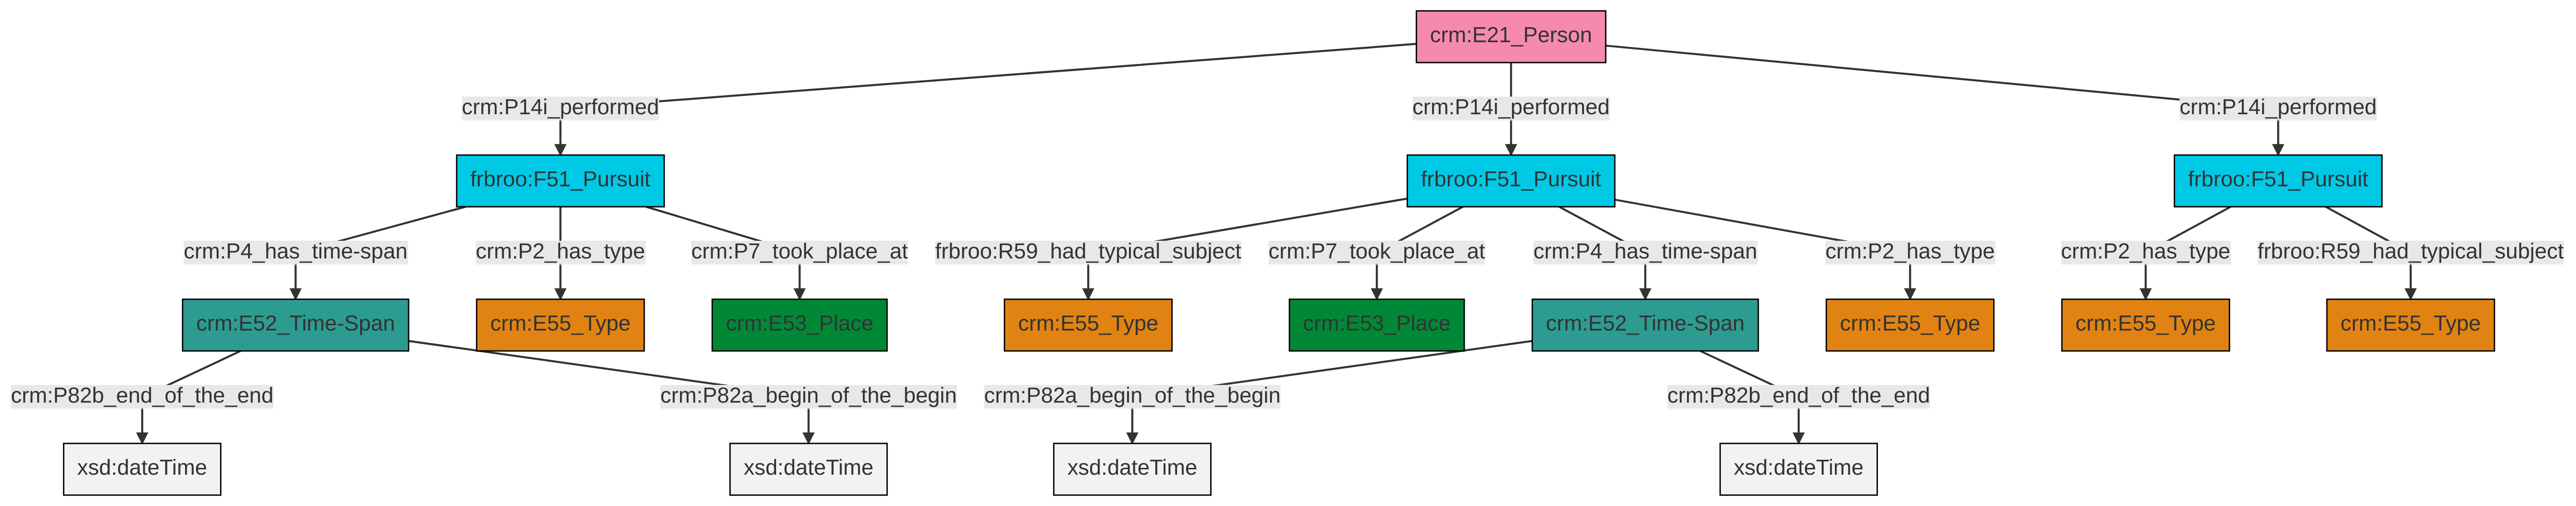 crm:E21_Person
crm:P14i_performed
crm:P14i_performed
crm:P14i_performed
frbroo:F51_Pursuit
frbroo:F51_Pursuit
frbroo:F51_Pursuit
crm:P4_has_time-span
crm:P2_has_type
crm:P7_took_place_at
frbroo:R59_had_typical_subject
crm:P7_took_place_at
crm:P4_has_time-span
crm:P2_has_type
crm:P2_has_type
frbroo:R59_had_typical_subject
crm:E52_Time-Span
crm:E55_Type
crm:E53_Place
crm:E55_Type
crm:E53_Place
crm:E52_Time-Span
crm:E55_Type
crm:E55_Type
crm:E55_Type
crm:P82b_end_of_the_end
crm:P82a_begin_of_the_begin
crm:P82a_begin_of_the_begin
crm:P82b_end_of_the_end
xsd:dateTime
xsd:dateTime
xsd:dateTime
xsd:dateTime